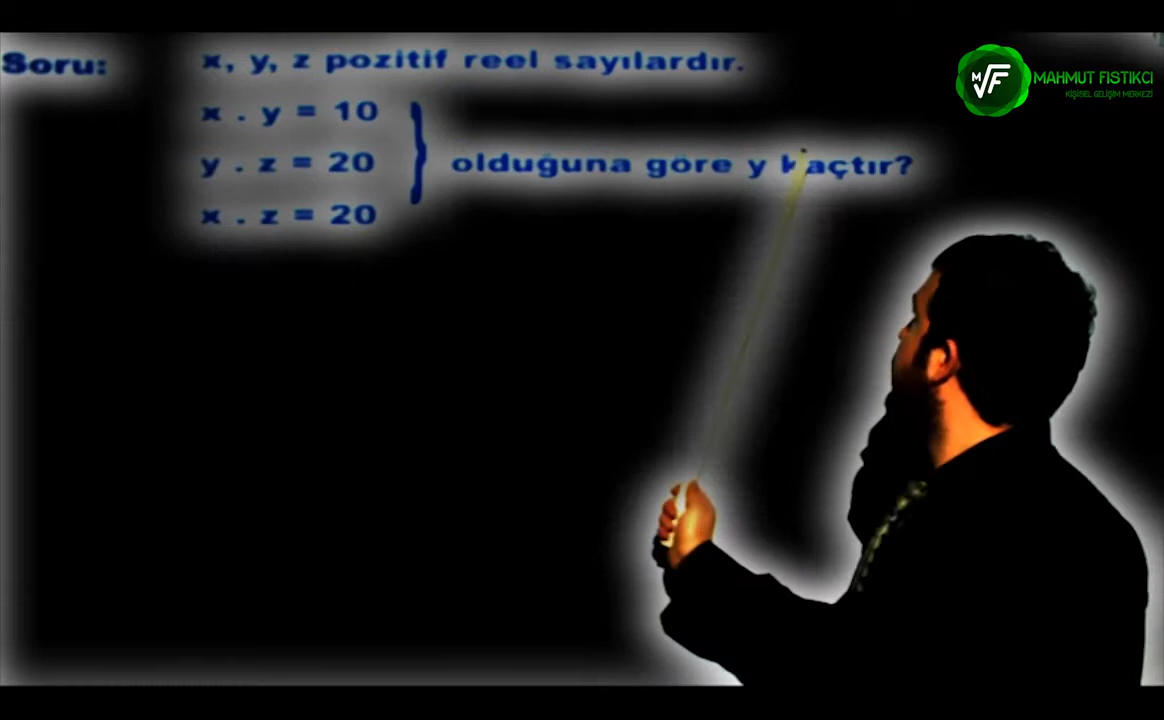 Soru: x, y, z pozitif reel sayılardır.
x . y = 10
y . z = 20
x . z = 20
olduğuna göre y kaçtır?
MAHMUT FISTIKCI
KİŞİSEL GELİŞİM MERKEZİ
M√F